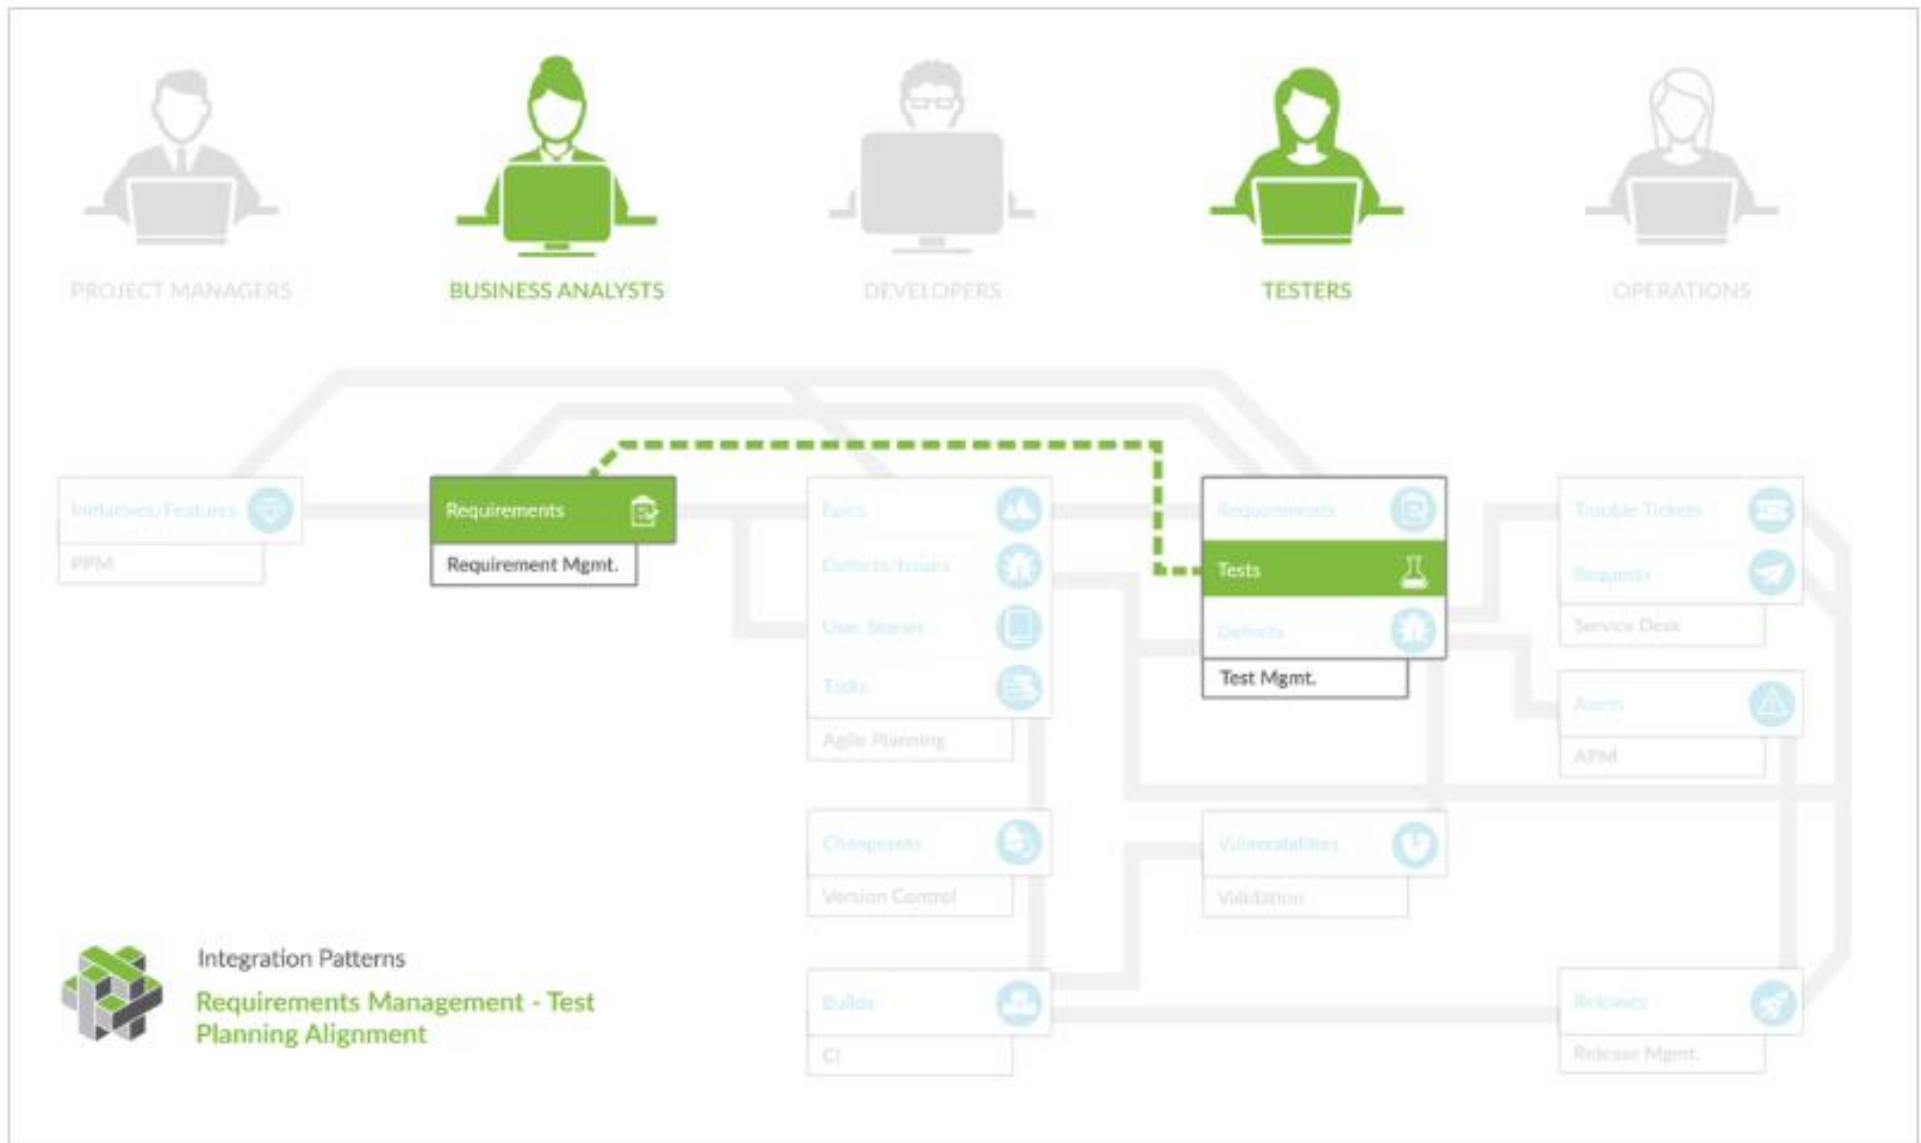 PROJECT MANAGERS
BUSINESS ANALYSTS
DEVELOPERS
TESTERS
OPERATIONS
Initiatives/Features
PPM
Requirements
Requirement Mgmt.
Epics
Defects/Issues
User Stories
Tasks
Agile Planning
Requirements
Tests
Defects
Test Mgmt.
Trouble Tickets
Requests
Service Desk
Alerts
APM
Changesets
Version Control
Vulnerabilities
Validation
Builds
CI
Releases
Release Mgmt.
Integration Patterns
Requirements Management - Test
Planning Alignment